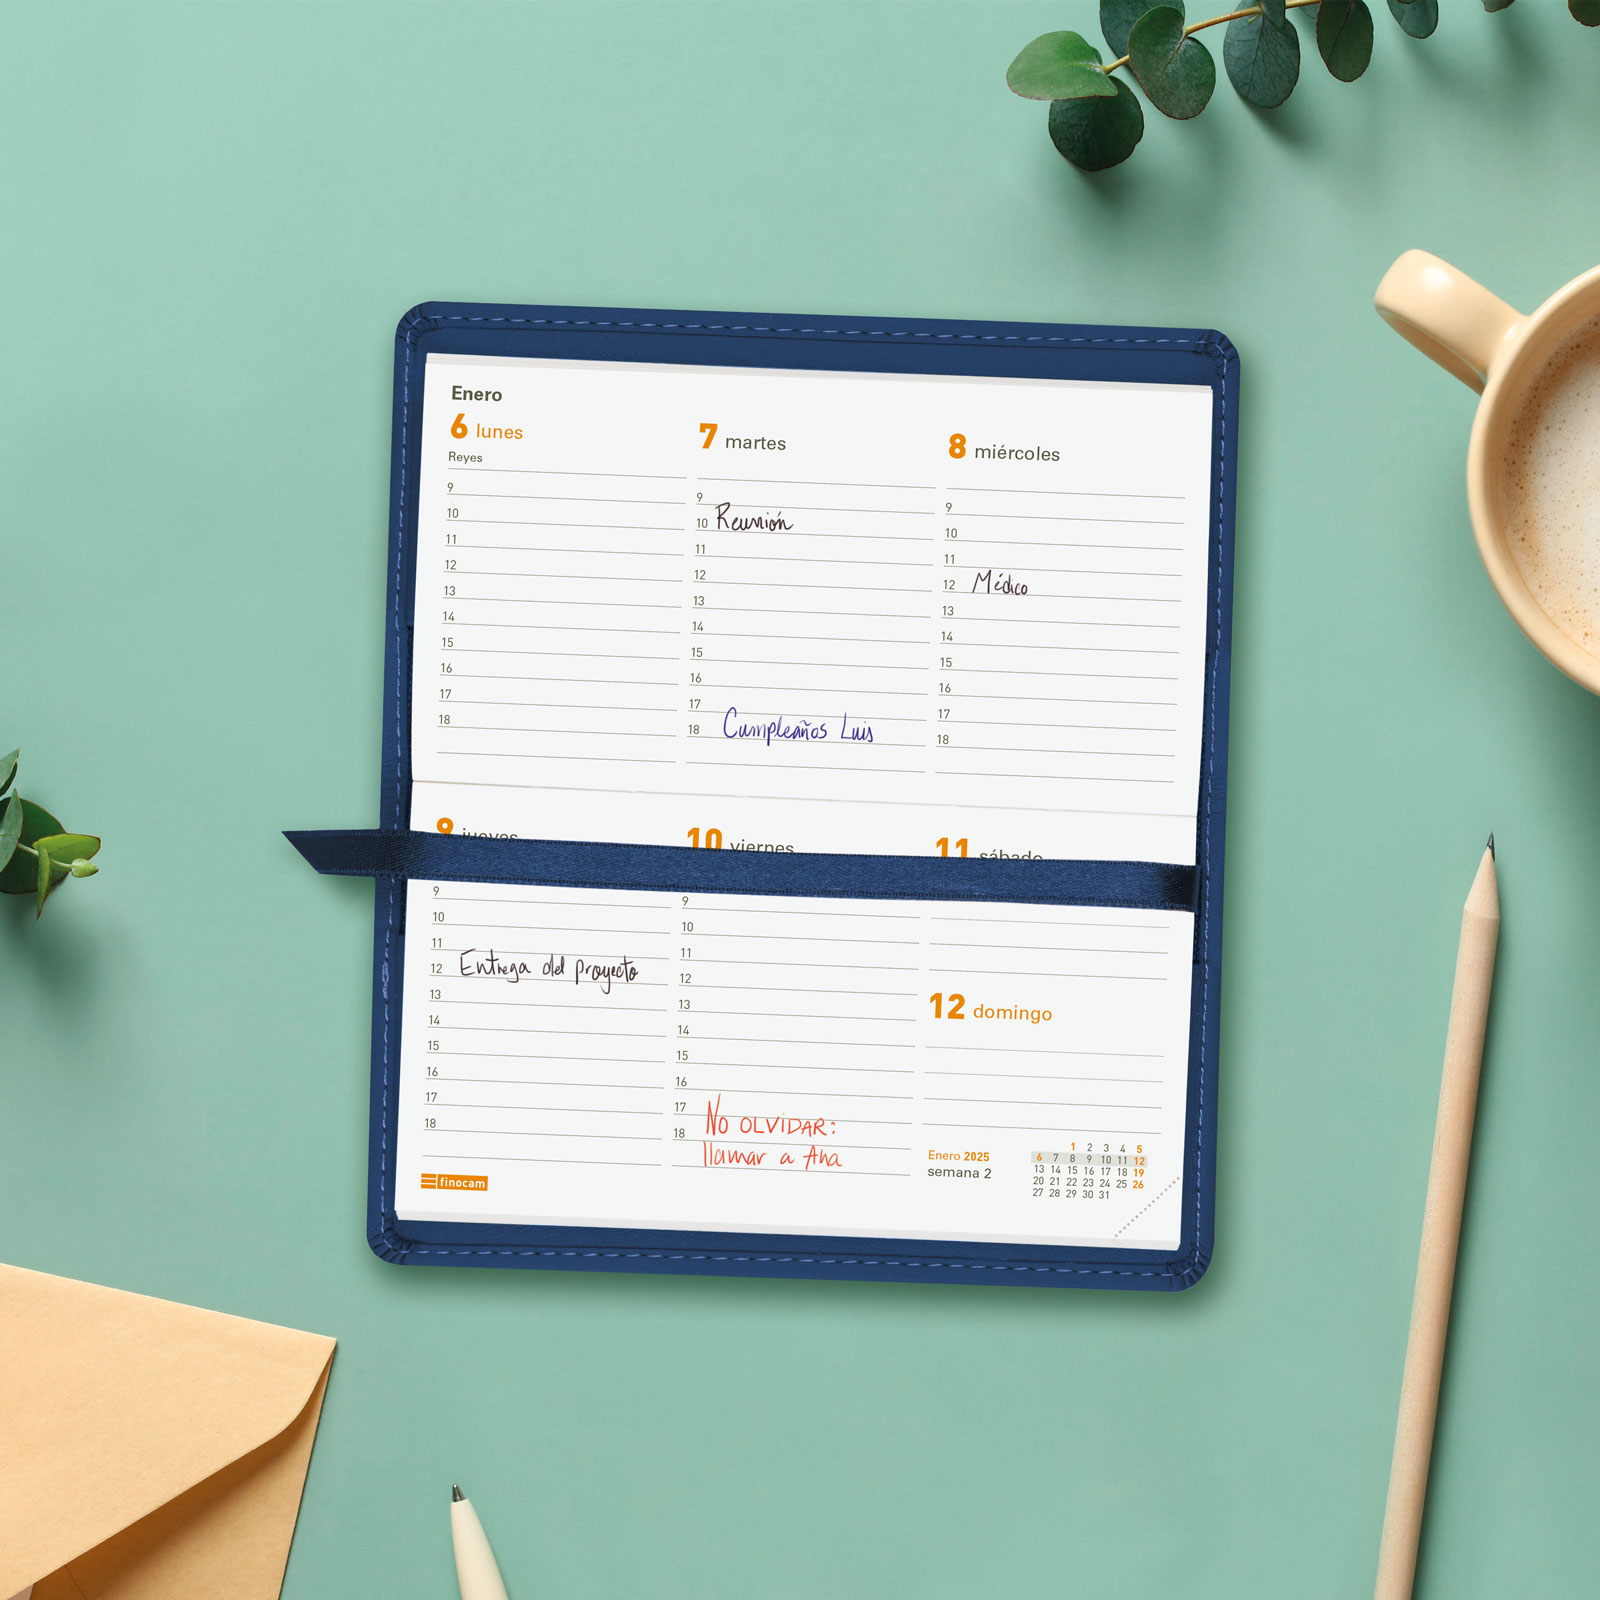 Enero
6 lunes
Reyes
9
10
11
12
13
14
15
16
17
18
7 martes
9
10 Reunión
11
12
13
14
15
16
17
18 Cumpleaños Luis
8 miércoles
9
10
11
12 Médico
13
14
15
16
17
18
9 jueves
9
10
11
12 Entrega del proyecto
13
14
15
16
17
18
finocam
10 viernes
9
10
11
12
13
14
15
16
17 No OLVIDAR:
18 llamar a Ana
11 sábado
12 domingo
Enero 2025
semana 2
1 2 3 4 5
6 7 8 9 10 11 12
13 14 15 16 17 18 19
20 21 22 23 24 25 26
27 28 29 30 31